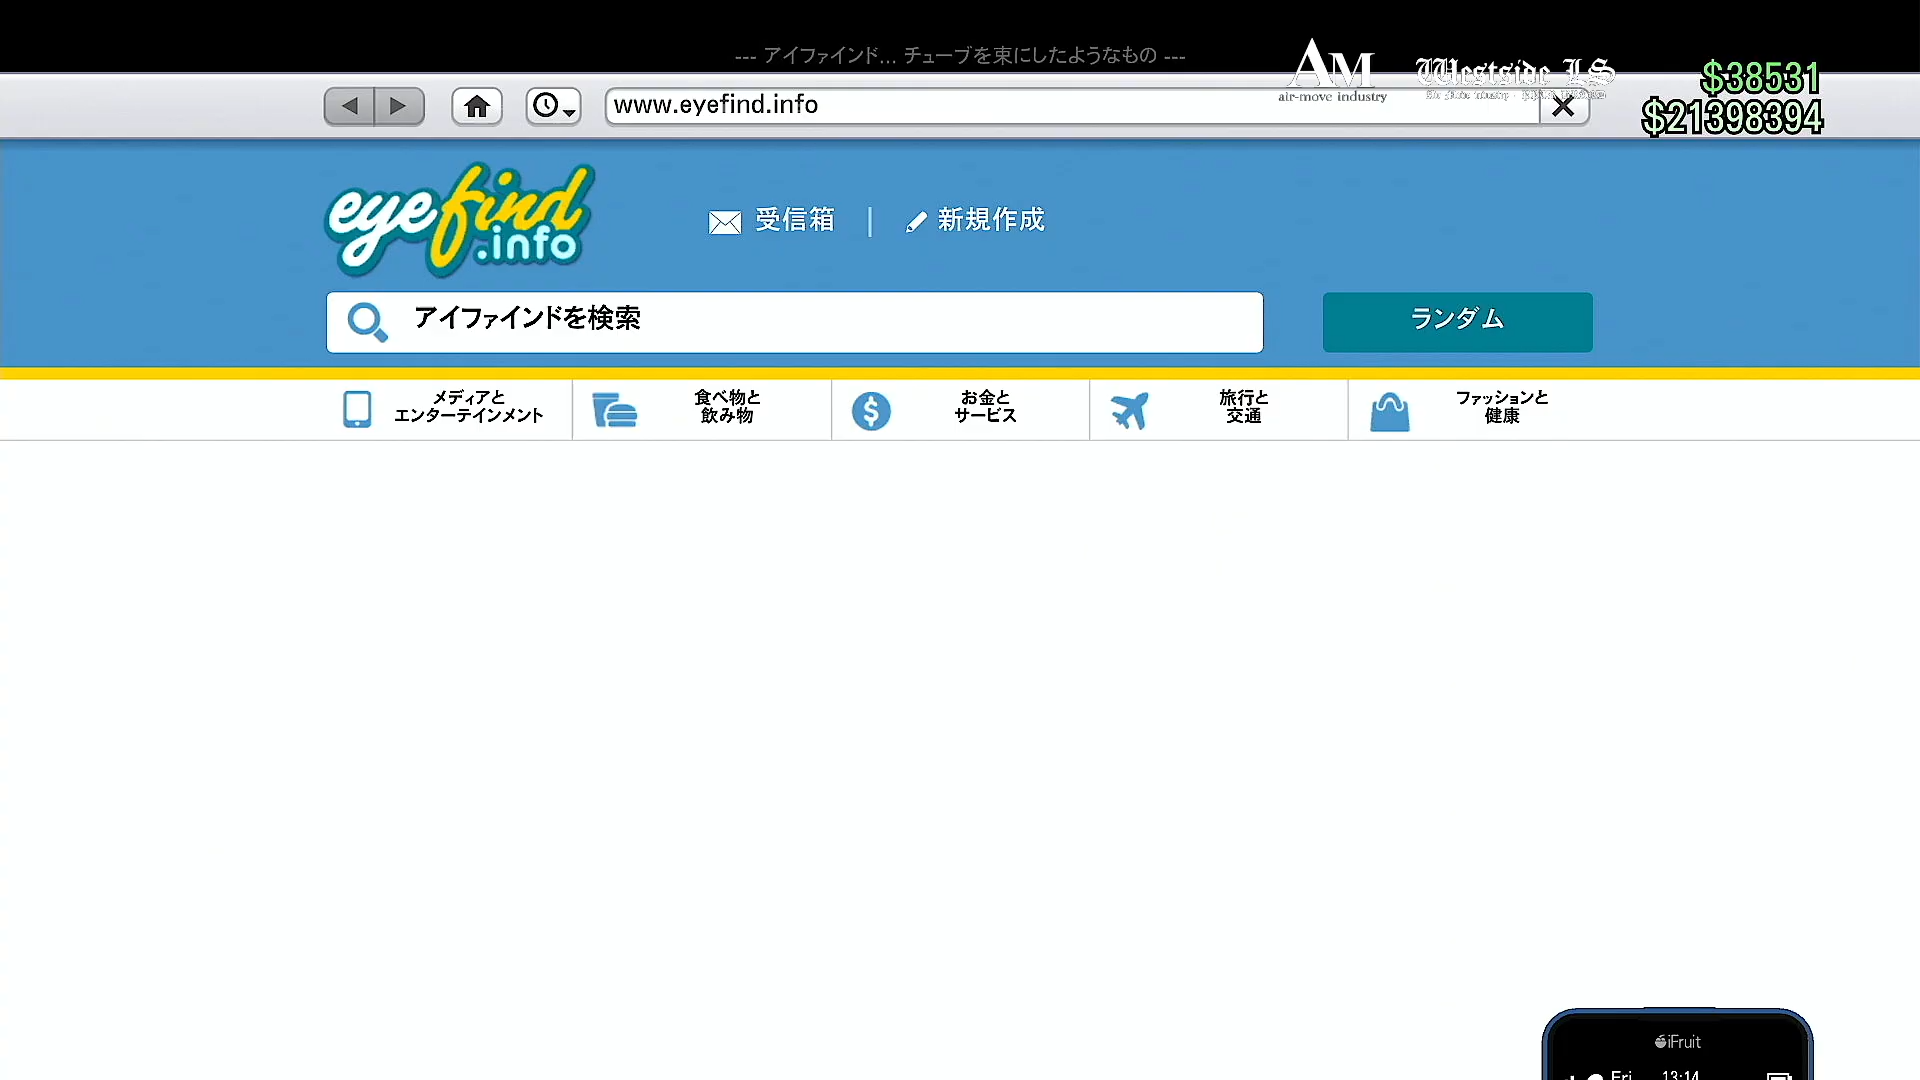 --- アイファインド... チューブを束にしたようなもの ---
AM
air-move industry
Westside LS
$38531
$21398394
www.eyefind.info
eyefind
.info
受信箱
新規作成
アイファインドを検索
ランダム
メディアと
エンターテインメント
食べ物と
飲み物
お金と
サービス
旅行と
交通
ファッションと
健康
iFruit
Fri 13:14